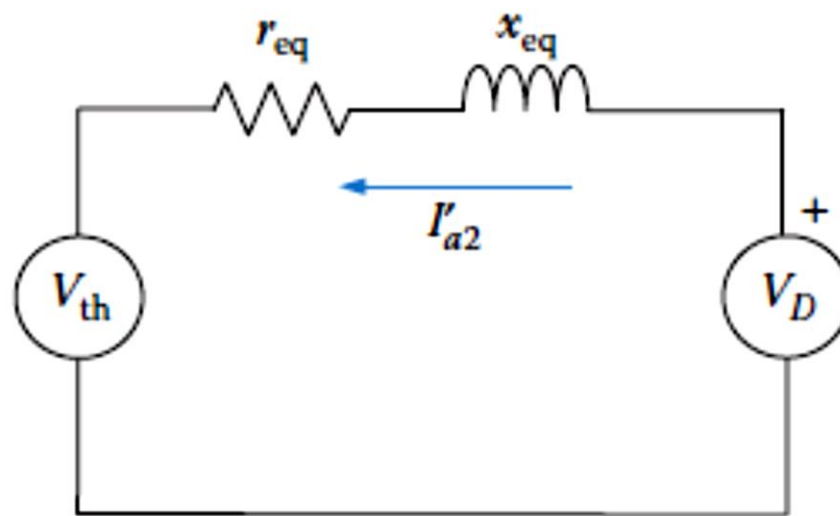 r_eq
x_eq
I'_a2
+
V_th
V_D